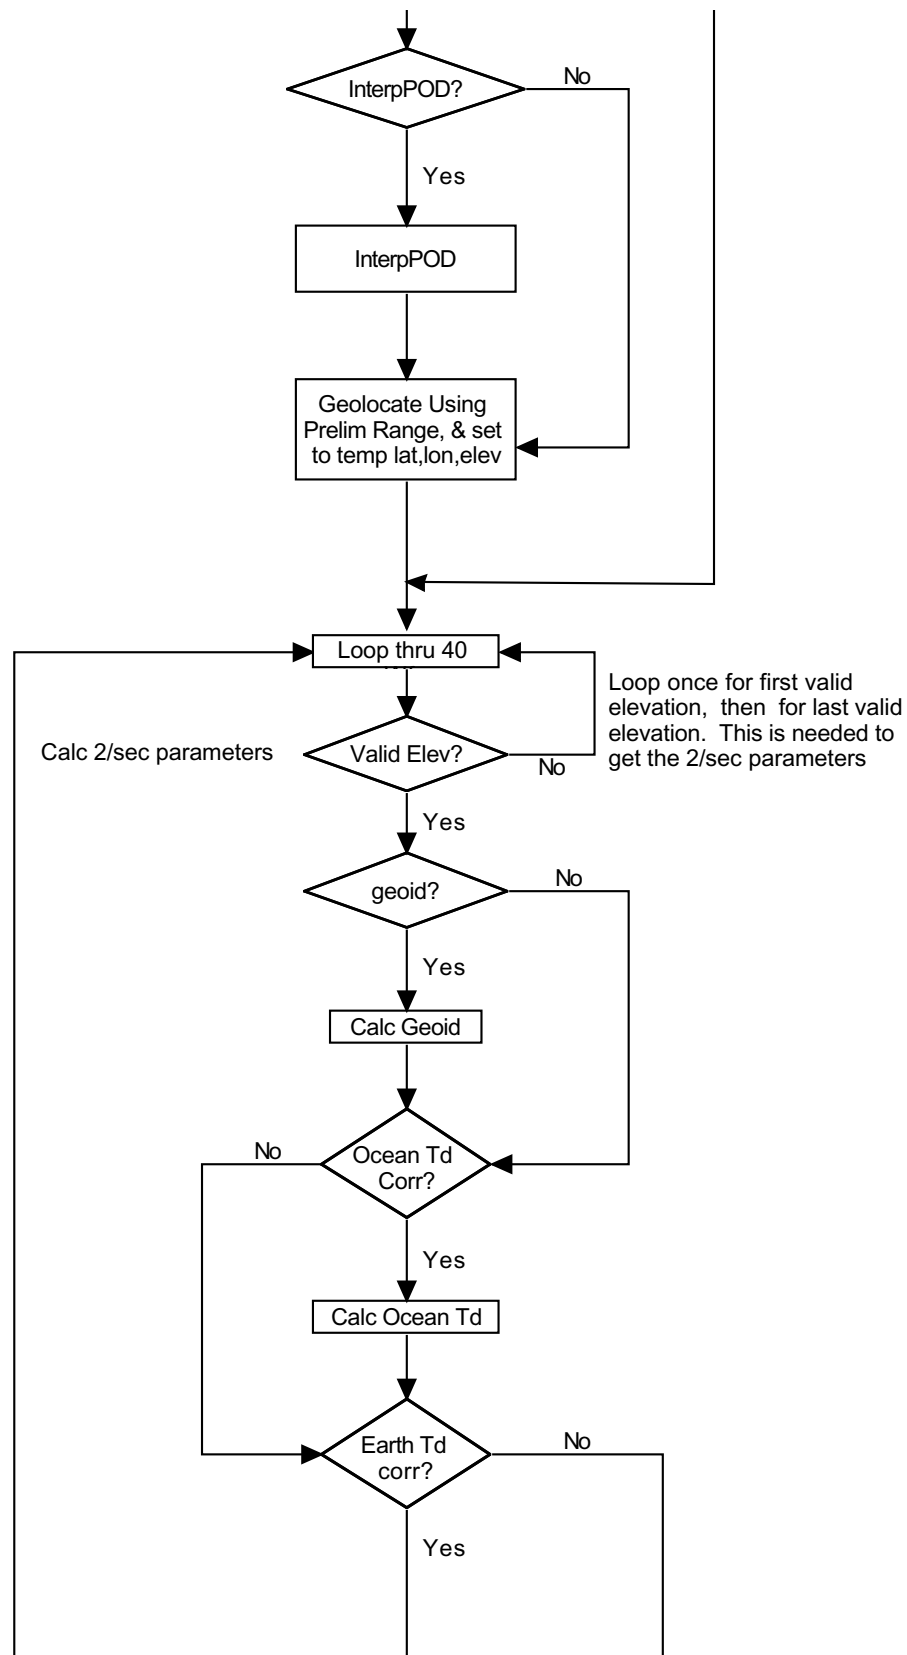 InterpPOD?
No
Yes
InterpPOD
Geolocate Using
Prelim Range, & set
to temp lat,lon,elev
Loop thru 40
Loop once for first valid
elevation, then for last valid
elevation. This is needed to
get the 2/sec parameters
Calc 2/sec parameters
Valid Elev?
No
Yes
geoid?
No
Yes
Calc Geoid
No
Ocean Td
Corr?
Yes
Calc Ocean Td
Earth Td
corr?
No
Yes